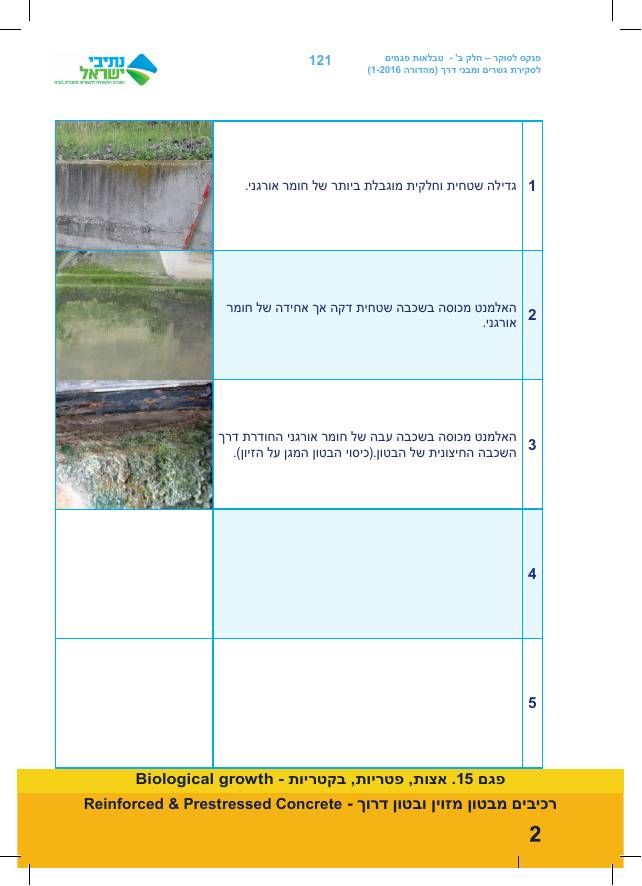 נתיבי
ישראל
121
פנקס לסוקר – חלק ב' - טבלאות פגמים
לסקירת גשרים ומבני דרך (מהדורה 1-2016)
1
גדילה שטחית וחלקית מוגבלת ביותר של חומר אורגני.
2
האלמנט מכוסה בשכבה שטחית דקה אך אחידה של חומר
אורגני.
3
האלמנט מכוסה בשכבה עבה של חומר אורגני החודרת דרך
השכבה החיצונית של הבטון.(כיסוי הבטון המגן על הזיון).
4
5
פגם 15. אצות, פטריות, בקטריות - Biological growth
רכיבים מבטון מזוין ובטון דרוך - Reinforced & Prestressed Concrete
2